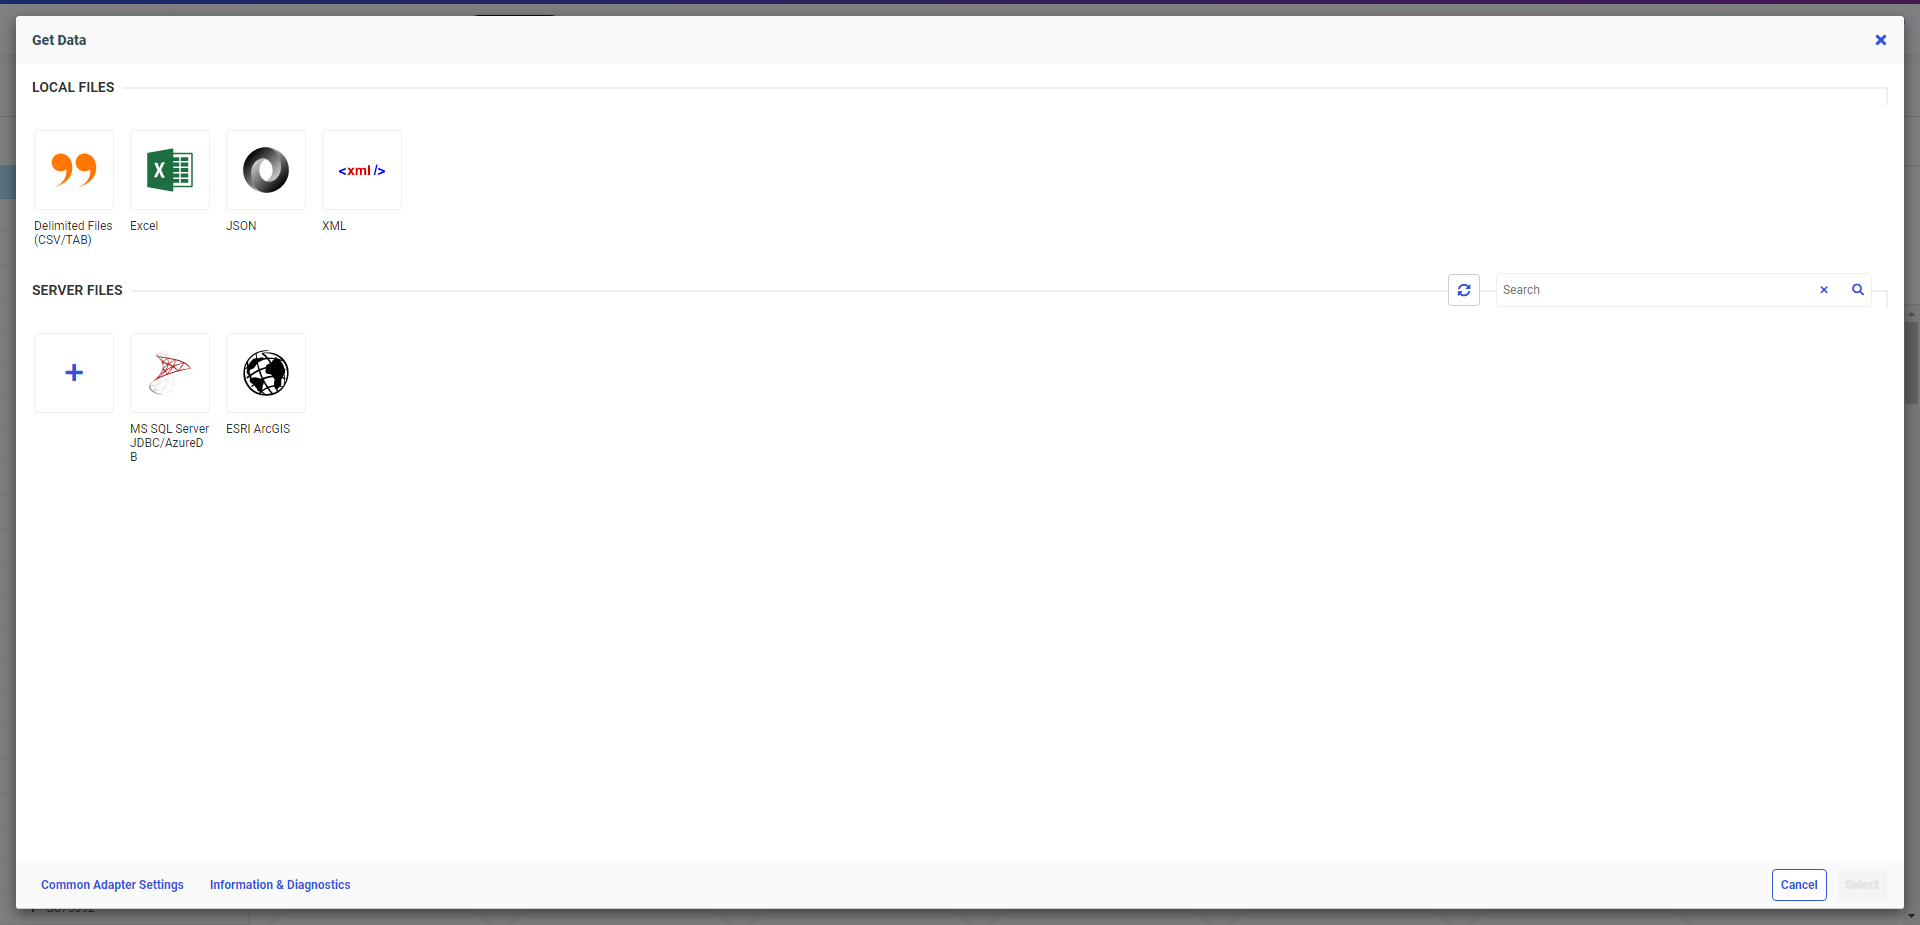 Get Data
LOCAL FILES
<xml />
Delimited Files
(CSV/TAB)
Excel
JSON
XML
SERVER FILES
Search
MS SQL Server
JDBC/AzureD
B
ESRI ArcGIS
Common Adapter Settings
Information & Diagnostics
Cancel
Select